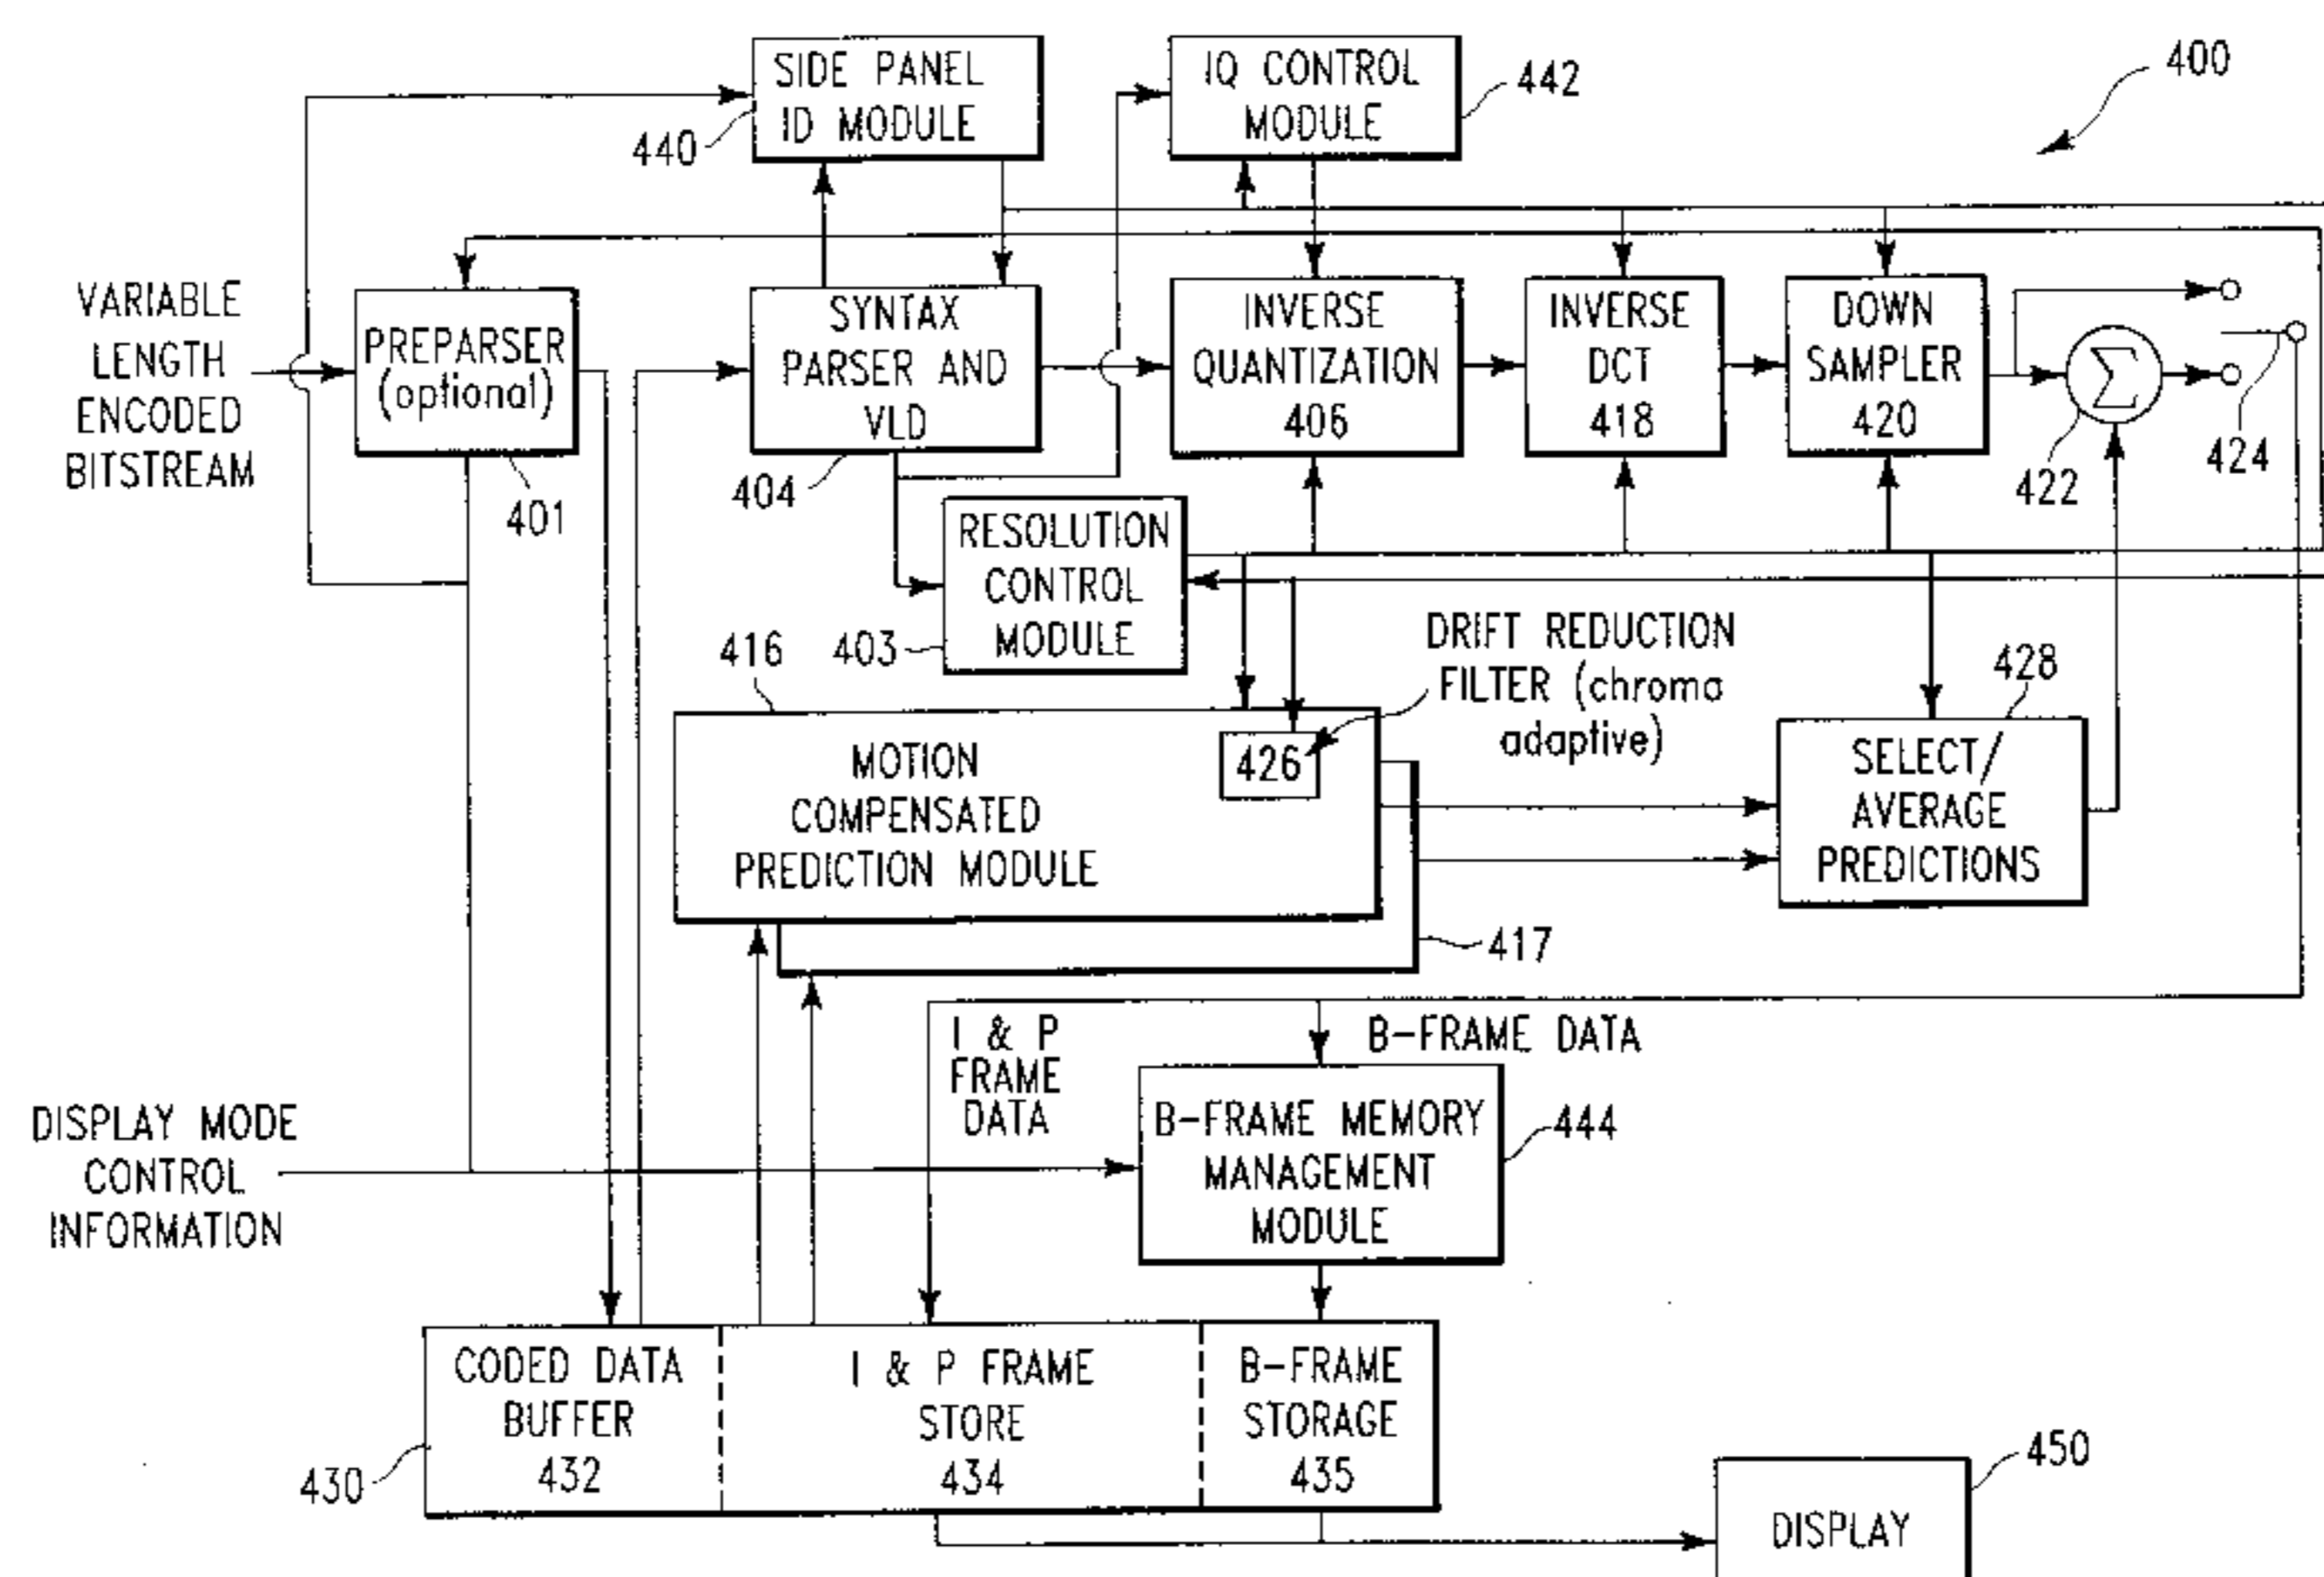 SIDE PANEL
ID MODULE
440
IQ CONTROL
MODULE
442
400
VARIABLE
LENGTH
ENCODED
BITSTREAM
PREPARSER
(optional)
401
SYNTAX
PARSER AND
VLD
404
INVERSE
QUANTIZATION
406
INVERSE
DCT
418
DOWN
SAMPLER
420
Σ
422
424
RESOLUTION
CONTROL
MODULE
403
416
DRIFT REDUCTION
FILTER (chroma
adaptive)
426
MOTION
COMPENSATED
PREDICTION MODULE
417
428
SELECT/
AVERAGE
PREDICTIONS
I & P
FRAME
DATA
B-FRAME DATA
DISPLAY MODE
CONTROL
INFORMATION
B-FRAME MEMORY
MANAGEMENT
MODULE
444
430
CODED DATA
BUFFER
432
I & P FRAME
STORE
434
B-FRAME
STORAGE
435
450
DISPLAY